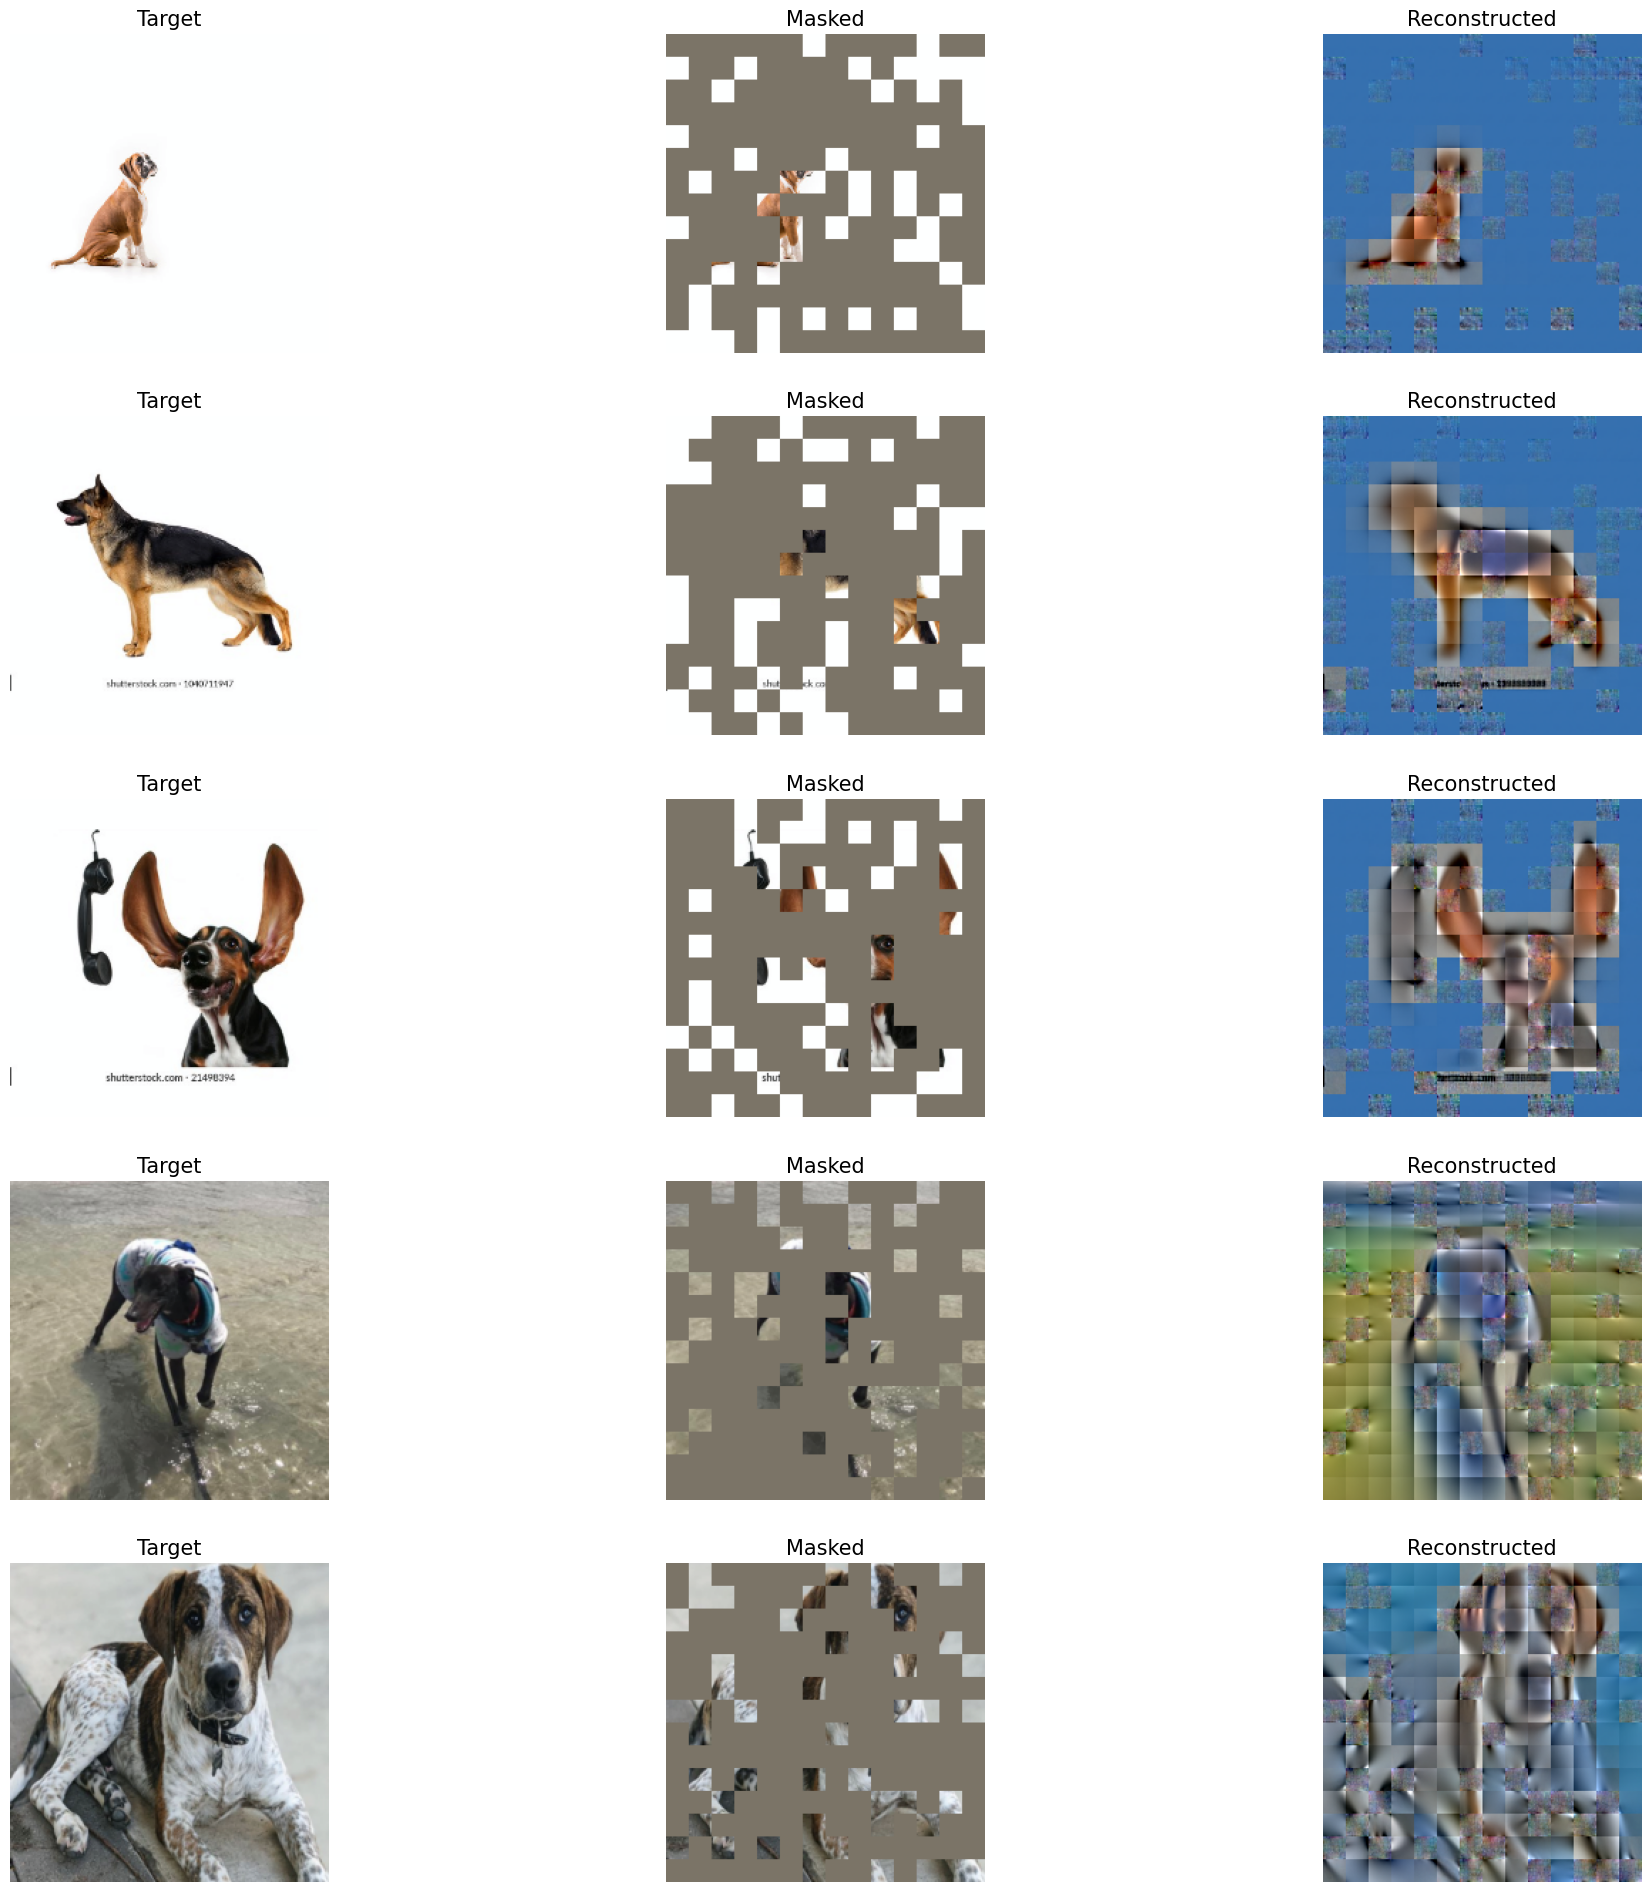 Target Masked Reconstructed
Target Masked Reconstructed
shutterstock.com · 1040711947
shut ck co
Target Masked Reconstructed
shutterstock.com · 21498394
shut
Target Masked Reconstructed
Target Masked Reconstructed